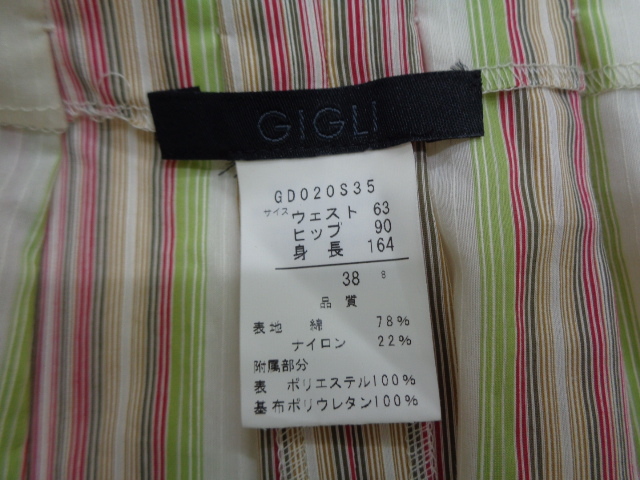 GIGLI
GD020S35
サイズ ウェスト 63
ヒップ 90
身長 164
38 8
品質
表地 綿 78%
ナイロン 22%
附属部分
表 ポリエステル100%
基布ポリウレタン100%